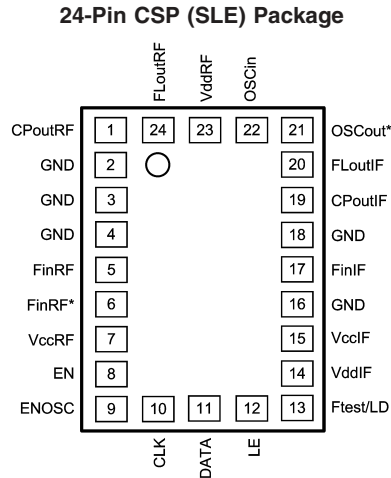 24-Pin CSP (SLE) Package
FLoutRF
VddRF
OSCin
CPoutRF 1 24 23 22 21 OSCout*
GND 2 20 FLoutIF
GND 3 19 CPoutIF
GND 4 18 GND
FinRF 5 17 FinIF
FinRF* 6 16 GND
VccRF 7 15 VccIF
EN 8 14 VddIF
ENOSC 9 10 11 12 13 Ftest/LD
CLK
DATA
LE